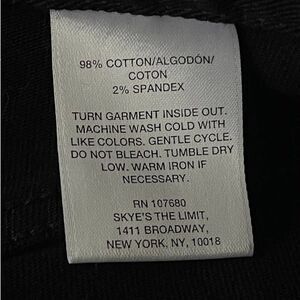 98% COTTON/ALGODÓN/
COTON
2% SPANDEX
TURN GARMENT INSIDE OUT.
MACHINE WASH COLD WITH
LIKE COLORS. GENTLE CYCLE.
DO NOT BLEACH. TUMBLE DRY
LOW. WARM IRON IF
NECESSARY.
RN 107680
SKYE'S THE LIMIT,
1411 BROADWAY,
NEW YORK, NY, 10018